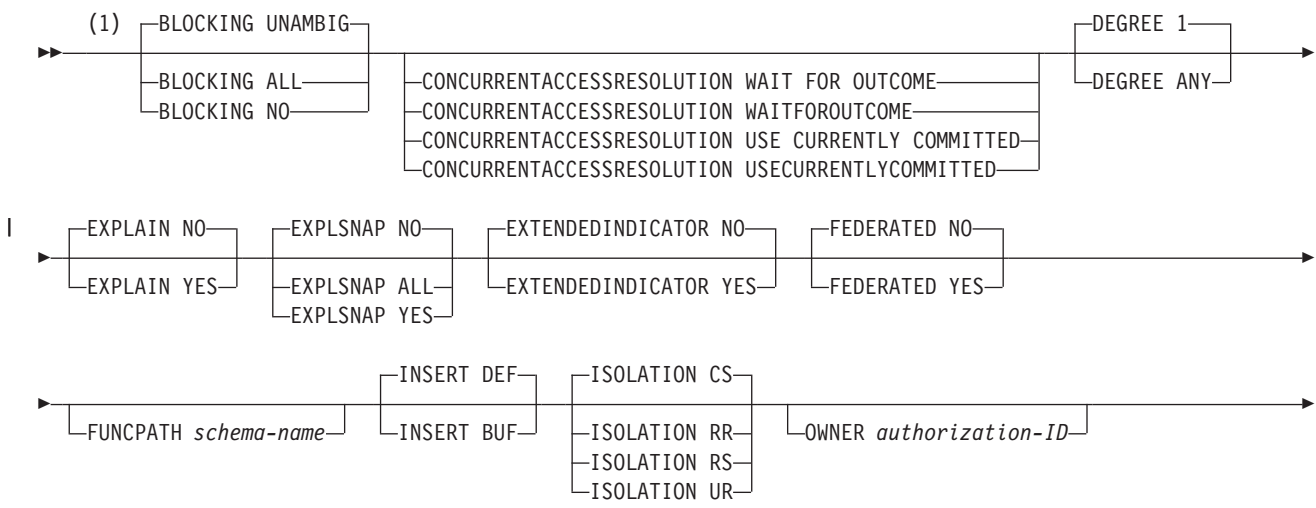 (1)
BLOCKING UNAMBIG
BLOCKING ALL
BLOCKING NO
CONCURRENTACCESSRESOLUTION WAIT FOR OUTCOME
CONCURRENTACCESSRESOLUTION WAITFOROUTCOME
CONCURRENTACCESSRESOLUTION USE CURRENTLY COMMITTED
CONCURRENTACCESSRESOLUTION USECURRENTLYCOMMITTED
DEGREE 1
DEGREE ANY
EXPLAIN NO
EXPLAIN YES
EXPLSNAP NO
EXPLSNAP ALL
EXPLSNAP YES
EXTENDEDINDICATOR NO
EXTENDEDINDICATOR YES
FEDERATED NO
FEDERATED YES
FUNCPATH schema-name
INSERT DEF
INSERT BUF
ISOLATION CS
ISOLATION RR
ISOLATION RS
ISOLATION UR
OWNER authorization-ID